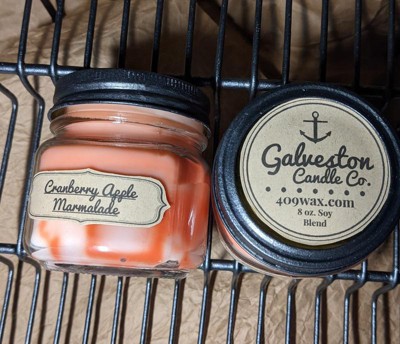 Cranberry Apple
Marmalade
Galveston
Candle Co.
409wax.com
8 oz. Soy
Blend